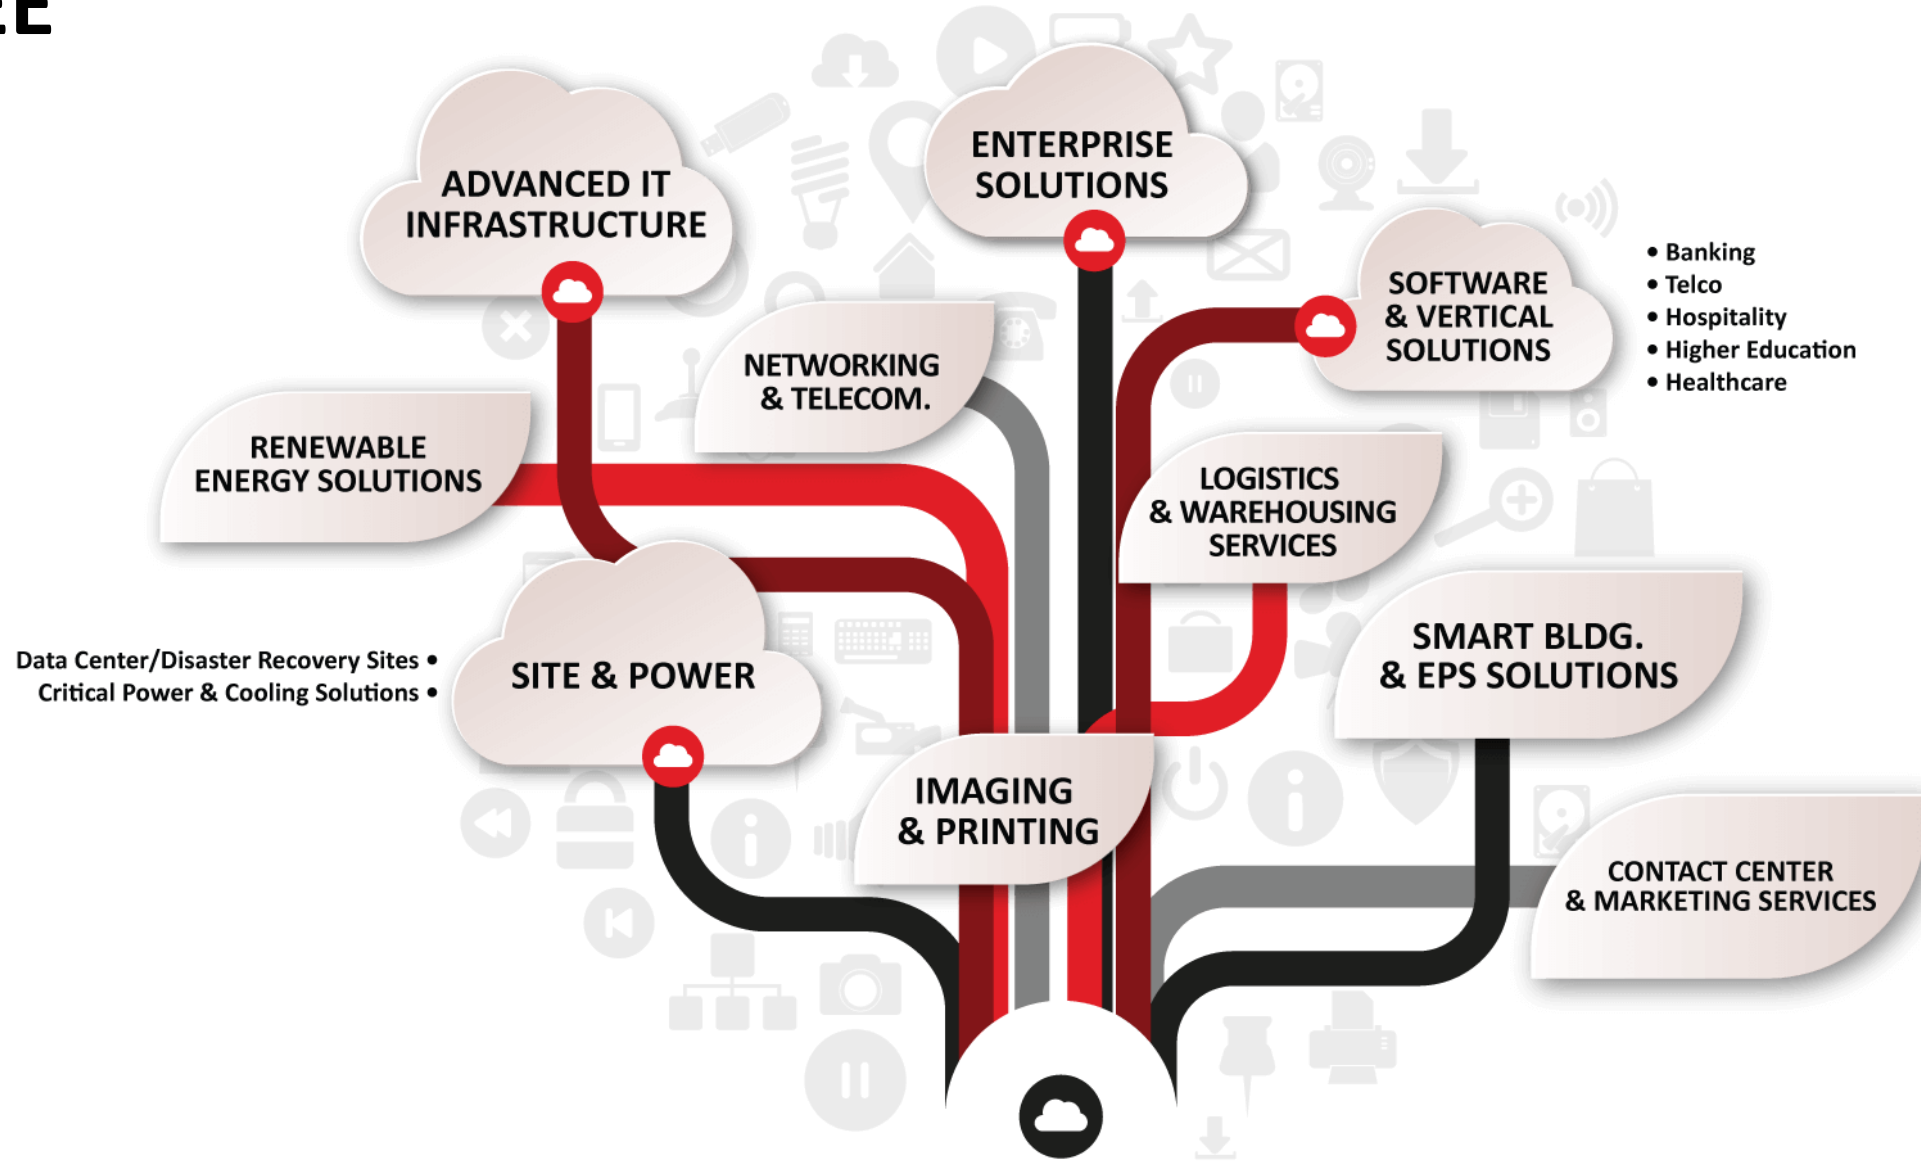 ADVANCED IT
INFRASTRUCTURE
ENTERPRISE
SOLUTIONS
SOFTWARE
& VERTICAL
SOLUTIONS
• Banking
• Telco
• Hospitality
• Higher Education
• Healthcare
NETWORKING
& TELECOM.
RENEWABLE
ENERGY SOLUTIONS
LOGISTICS
& WAREHOUSING
SERVICES
SMART BLDG.
& EPS SOLUTIONS
Data Center/Disaster Recovery Sites •
Critical Power & Cooling Solutions •
SITE & POWER
IMAGING
& PRINTING
CONTACT CENTER
& MARKETING SERVICES